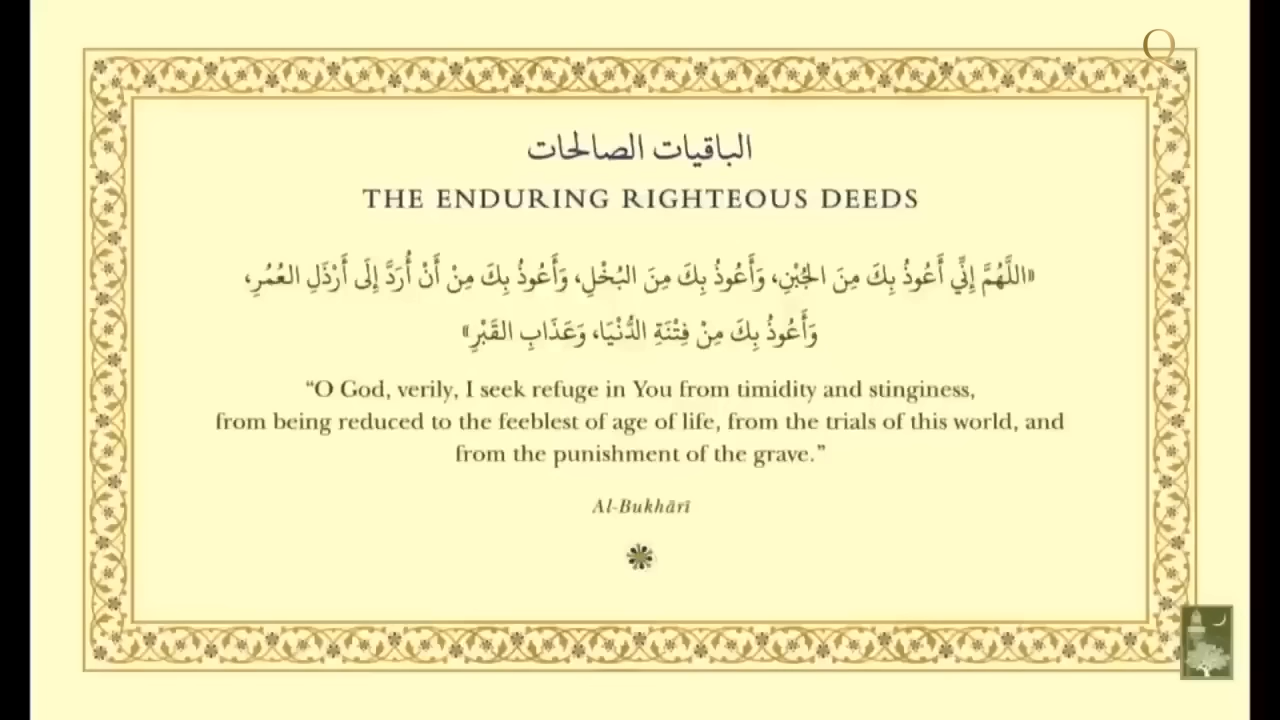 Q
الباقيات الصالحات
THE ENDURING RIGHTEOUS DEEDS
«اللَّهُمَّ إِنِّي أَعُوذُ بِكَ مِنَ الجُبْنِ، وَأَعُوذُ بِكَ مِنَ البُخْلِ، وَأَعُوذُ بِكَ مِنْ أَنْ أُرَدَّ إِلَى أَرْذَلِ العُمُرِ،
وَأَعُوذُ بِكَ مِنْ فِتْنَةِ الدُّنْيَا، وَعَذَابِ القَبْرِ»
“O God, verily, I seek refuge in You from timidity and stinginess,
from being reduced to the feeblest of age of life, from the trials of this world, and
from the punishment of the grave.”
Al-Bukhārī